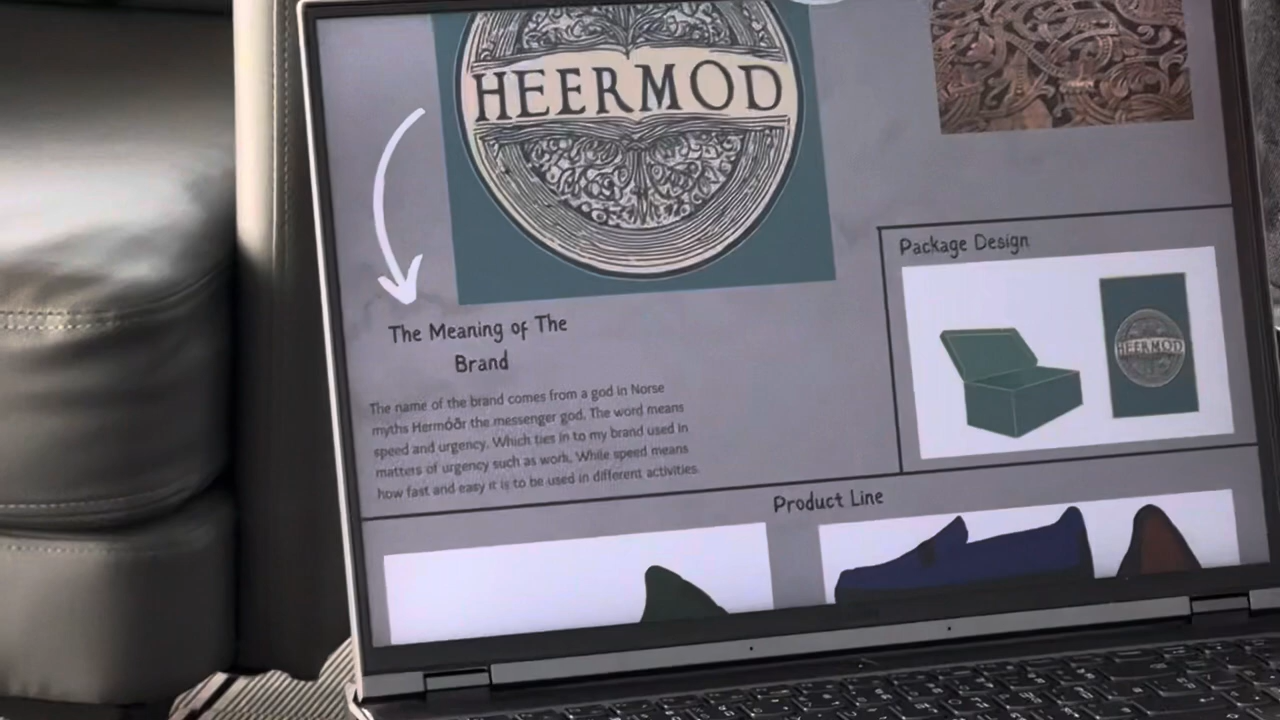 HEERMOD
The Meaning of The
Brand
The name of the brand comes from a god in Norse
myths Hermóðr the messenger god. The word means
speed and urgency. Which ties in to my brand used in
matters of urgency such as work. While speed means
how fast and easy it is to be used in different activities.
Package Design
HEERMOD
Product Line